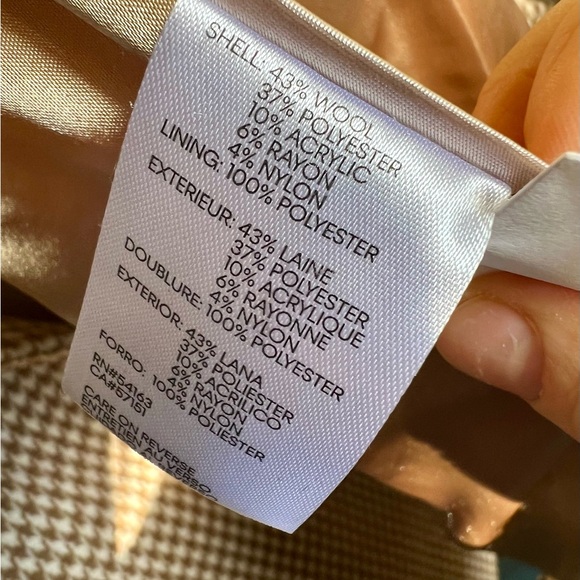 SHELL: 43% WOOL
37% POLYESTER
10% ACRYLIC
6% RAYON
4% NYLON
LINING: 100% POLYESTER
EXTERIEUR: 43% LAINE
37% POLYESTER
10% ACRYLIQUE
6% RAYONNE
4% NYLON
DOUBLURE: 100% POLYESTER
EXTERIOR: 43% LANA
37% POLIESTER
10% ACRILICO
6% RAYON
4% NYLON
FORRO: 100% POLIESTER
RN#54163
CA#57151
CARE ON REVERSE
ENTRETIEN AU VERSO